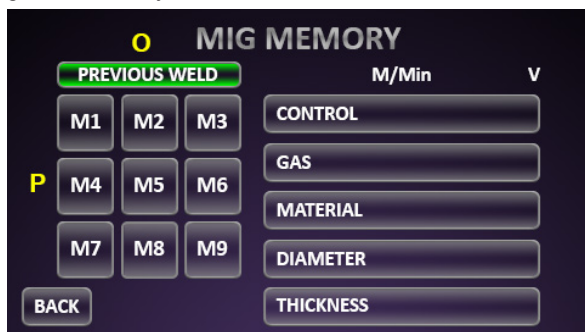 O MIG MEMORY
PREVIOUS WELD M/Min V
M1 M2 M3 CONTROL
GAS
P M4 M5 M6
MATERIAL
M7 M8 M9 DIAMETER
BACK THICKNESS